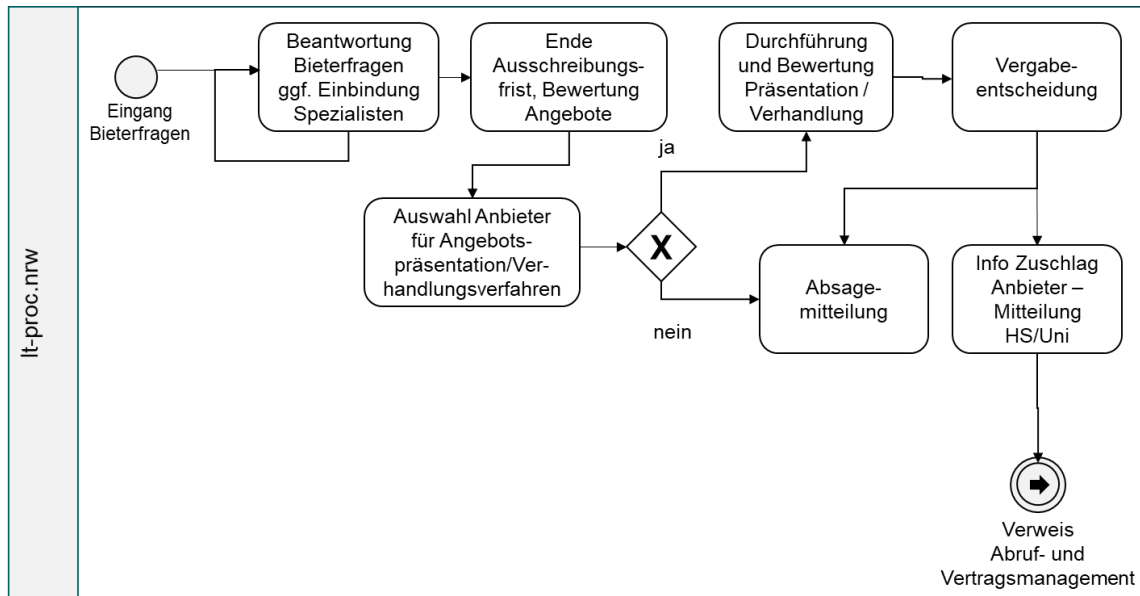 It-proc.nrw
Eingang
Bieterfragen
Beantwortung
Bieterfragen
ggf. Einbindung
Spezialisten
Ende
Ausschreibungs-
frist, Bewertung
Angebote
Auswahl Anbieter
für Angebots-
präsentation/Ver-
handlungsverfahren
X
ja
nein
Durchführung
und Bewertung
Präsentation /
Verhandlung
Vergabe-
entscheidung
Absage-
mitteilung
Info Zuschlag
Anbieter –
Mitteilung
HS/Uni
Verweis
Abruf- und
Vertragsmanagement